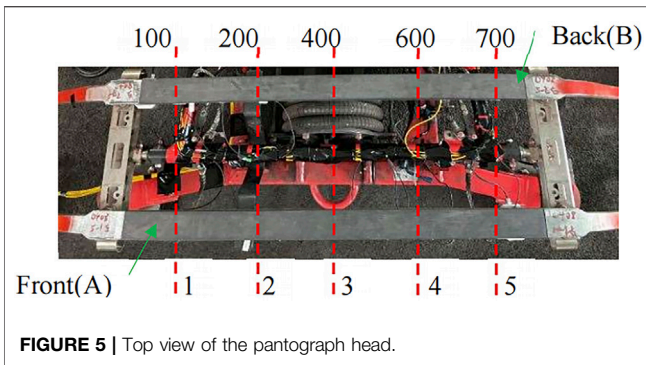 100 200 400 600 700 Back(B)
Front(A) 1 2 3 4 5
FIGURE 5 | Top view of the pantograph head.